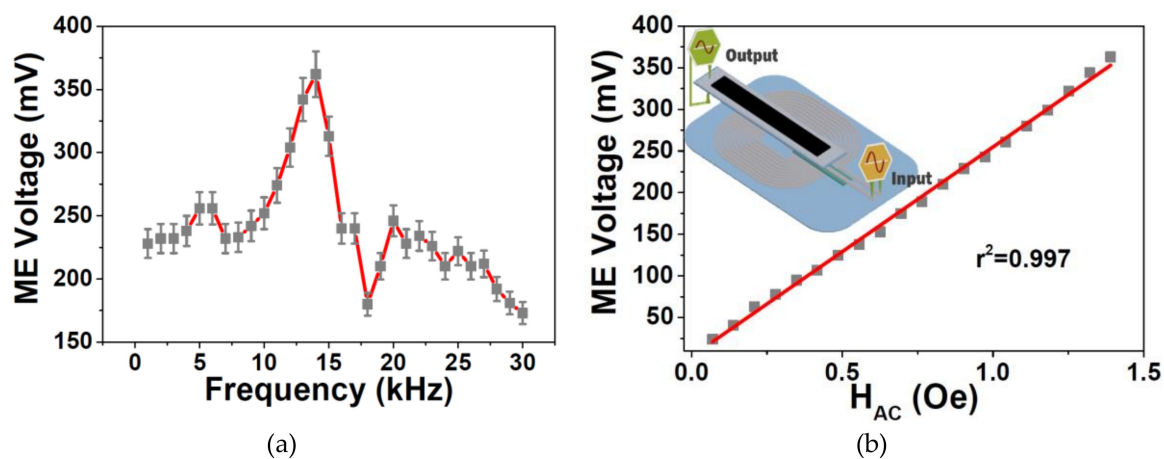 400
350
300
250
200
150
ME Voltage (mV)
0 5 10 15 20 25 30
Frequency (kHz)
(a)
400
350
300
250
200
150
100
50
ME Voltage (mV)
Output
Input
r²=0.997
0.0 0.5 1.0 1.5
H_AC (Oe)
(b)